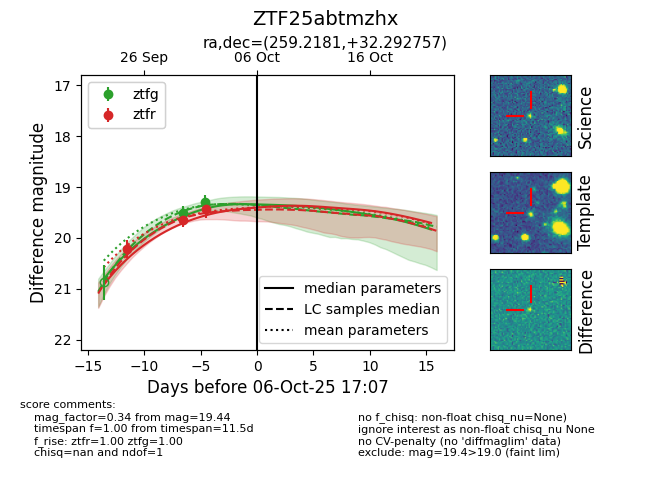 ZTF25abtmzhx
ra,dec=(259.2181,+32.292757)
26 Sep
06 Oct
16 Oct
17
18
19
20
21
22
Difference magnitude
ztfg
ztfr
median parameters
LC samples median
mean parameters
−15
−10
−5
0
5
10
15
Days before 06-Oct-25 17:07
Science
Template
Difference
score comments:
mag_factor=0.34 from mag=19.44
timespan f=1.00 from timespan=11.5d
f_rise: ztfr=1.00 ztfg=1.00
chisq=nan and ndof=1
no f_chisq: non-float chisq_nu=None)
ignore interest as non-float chisq_nu None
no CV-penalty (no 'diffmaglim' data)
exclude: mag=19.4>19.0 (faint lim)